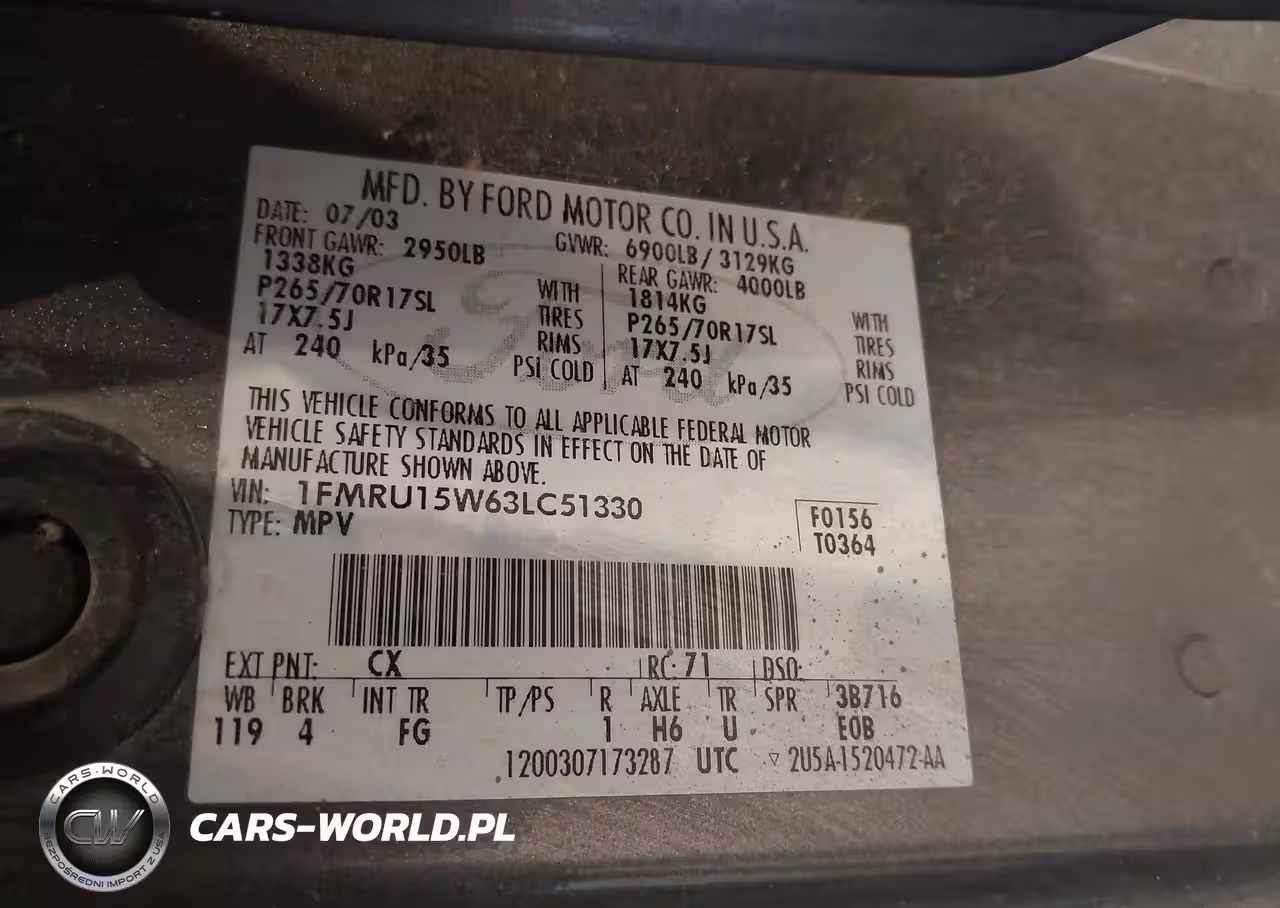 MFD. BY FORD MOTOR CO. IN U.S.A.
DATE: 07/03 GVWR: 6900LB / 3129KG
FRONT GAWR: 2950LB REAR GAWR: 4000LB
1338KG WITH 1814KG WITH
P265/70R17SL TIRES P265/70R17SL TIRES
17X7.5J RIMS 17X7.5J RIMS
AT 240 kPa/35 PSI COLD AT 240 kPa/35 PSI COLD
THIS VEHICLE CONFORMS TO ALL APPLICABLE FEDERAL MOTOR
VEHICLE SAFETY STANDARDS IN EFFECT ON THE DATE OF
MANUFACTURE SHOWN ABOVE.
VIN: 1FMRU15W63LC51330
TYPE: MPV
F0156
T0364
EXT PNT: CX RC: 71 DSO:
WB BRK INT TR TP/PS R AXLE TR SPR 3B716
119 4 FG 1 H6 U EOB
1200307173287 UTC ▽ 2U5A-1520472-AA
Ford
CARS-WORLD
CW
BEZPOŚREDNI IMPORT Z USA
CARS-WORLD.PL